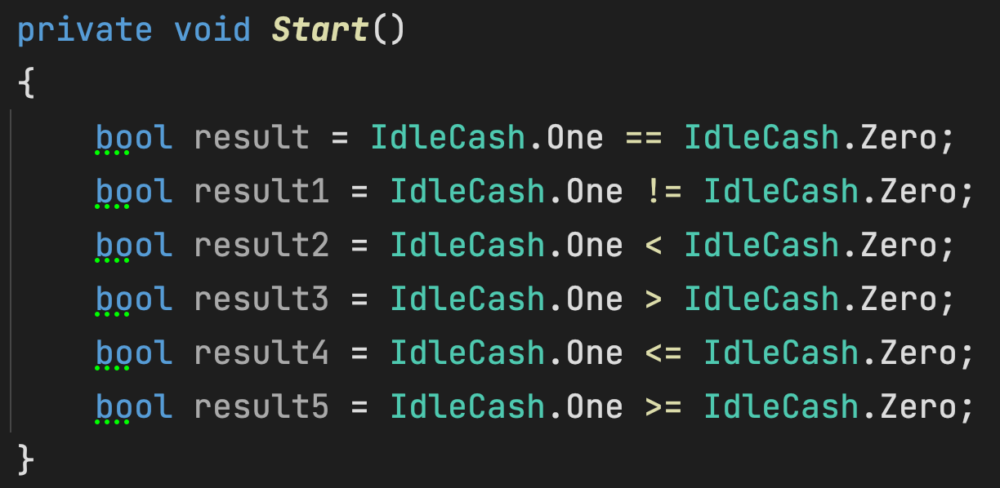 private void Start()
{
bool result = IdleCash.One == IdleCash.Zero;
bool result1 = IdleCash.One != IdleCash.Zero;
bool result2 = IdleCash.One < IdleCash.Zero;
bool result3 = IdleCash.One > IdleCash.Zero;
bool result4 = IdleCash.One <= IdleCash.Zero;
bool result5 = IdleCash.One >= IdleCash.Zero;
}